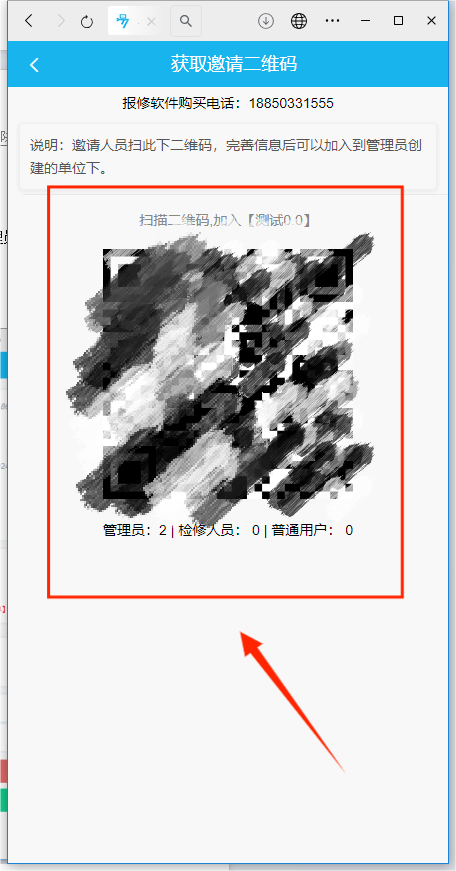 获取邀请二维码
报修软件购买电话：18850331555
说明：邀请人员扫此下二维码，完善信息后可以加入到管理员创
建的单位下。
扫描二维码,加入【测试0.0】
管理员：2 | 检修人员： 0 | 普通用户： 0